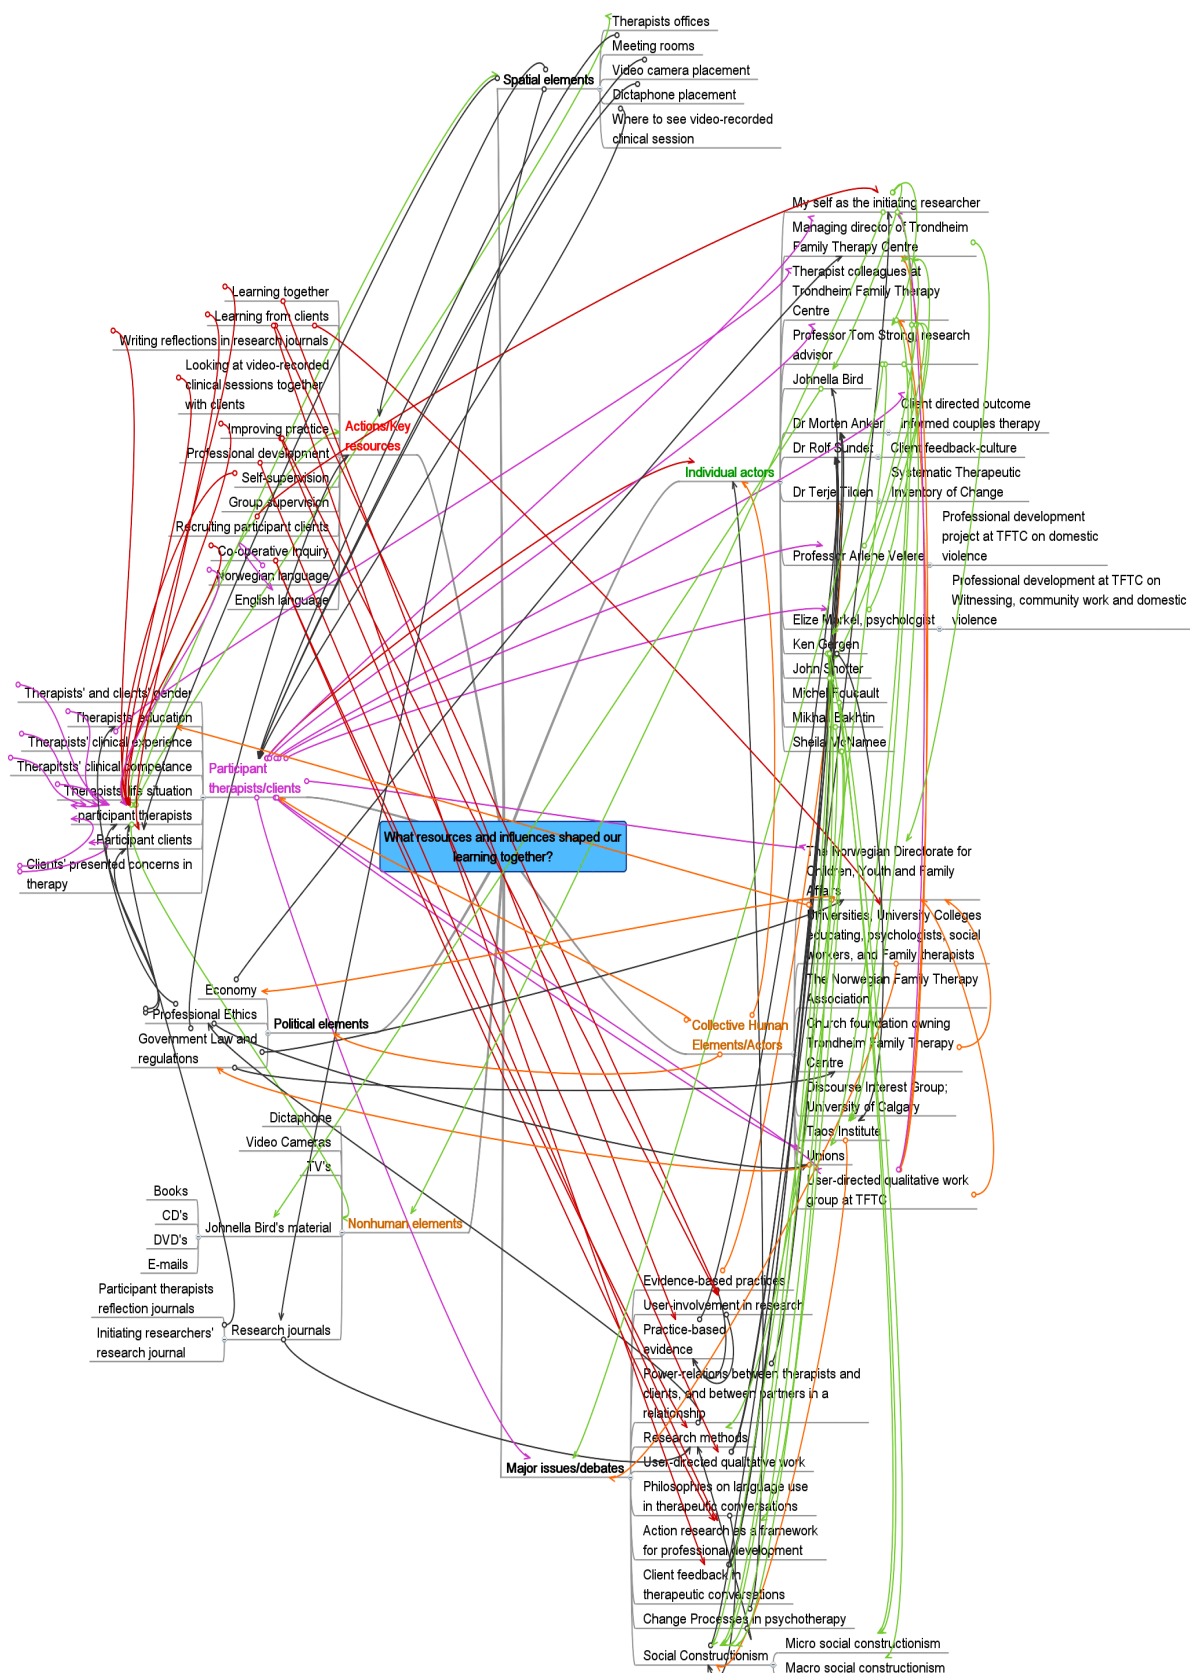 Therapists offices
Meeting rooms
Video camera placement
Spatial elements
Dictaphone placement
Where to see video-recorded
clinical session
My self as the initiating researcher
Managing director of Trondheim
Family Therapy Centre
Therapist colleagues at
Trondheim Family Therapy
Centre
Professor Tom Strong, research
advisor
Johnella Bird
Dr Morten Anker
Client directed outcome
informed couples therapy
Dr Rolf Sundet
Client feedback-culture
Dr Terje Tilden
Systematic Therapeutic
Inventory of Change
Professor Arlene Vetere
Professional development
project at TFTC on domestic
violence
Elize Morkel, psychologist
Professional development at TFTC on
Witnessing, community work and domestic
violence
Ken Gergen
John Shotter
Michel Foucault
Mikhail Bakhtin
Sheila McNamee
Individual actors
Learning together
Learning from clients
Writing reflections in research journals
Looking at video-recorded
clinical sessions together
with clients
Improving practice
Professional development
Self-supervision
Group supervision
Recruiting participant clients
Co-operative Inquiry
Norwegian language
English language
Actions/Key
resources
Therapists' and clients' gender
Therapists' education
Therapists' clinical experience
Therapitsts' clinical competance
Therapists' lifs situation
participant therapists
Participant clients
Clients' presented concerns in
therapy
Participant
therapists/clients
What resources and influences shaped our
learning together?
The Norwegian Directorate for
Children, Youth and Family
Affairs
Universities, University Colleges
educating, psychologists, social
workers, and Family therapists
The Norwegian Family Therapy
Association
Church foundation owning
Trondheim Family Therapy
Centre
Discourse Interest Group;
University of Calgary
Taos Institute
Unions
User-directed qualitative work
group at TFTC
Collective Human
Elements/Actors
Economy
Professional Ethics
Government Law and
regulations
Political elements
Dictaphone
Video Cameras
TV's
Books
CD's
DVD's
E-mails
Johnella Bird's material
Participant therapists
reflection journals
Initiating researchers'
research journal
Research journals
Nonhuman elements
Evidence-based practices
User-involvement in research
Practice-based
evidence
Power-relations between therapists and
clients, and between partners in a
relationship
Research methods
User-directed qualitative work
Philosophies on language use
in therapeutic conversations
Action research as a framework
for professional development
Client feedback in
therapeutic conversations
Change Processes in psychotherapy
Social Constructionism
Micro social constructionism
Macro social constructionism
Major issues/debates